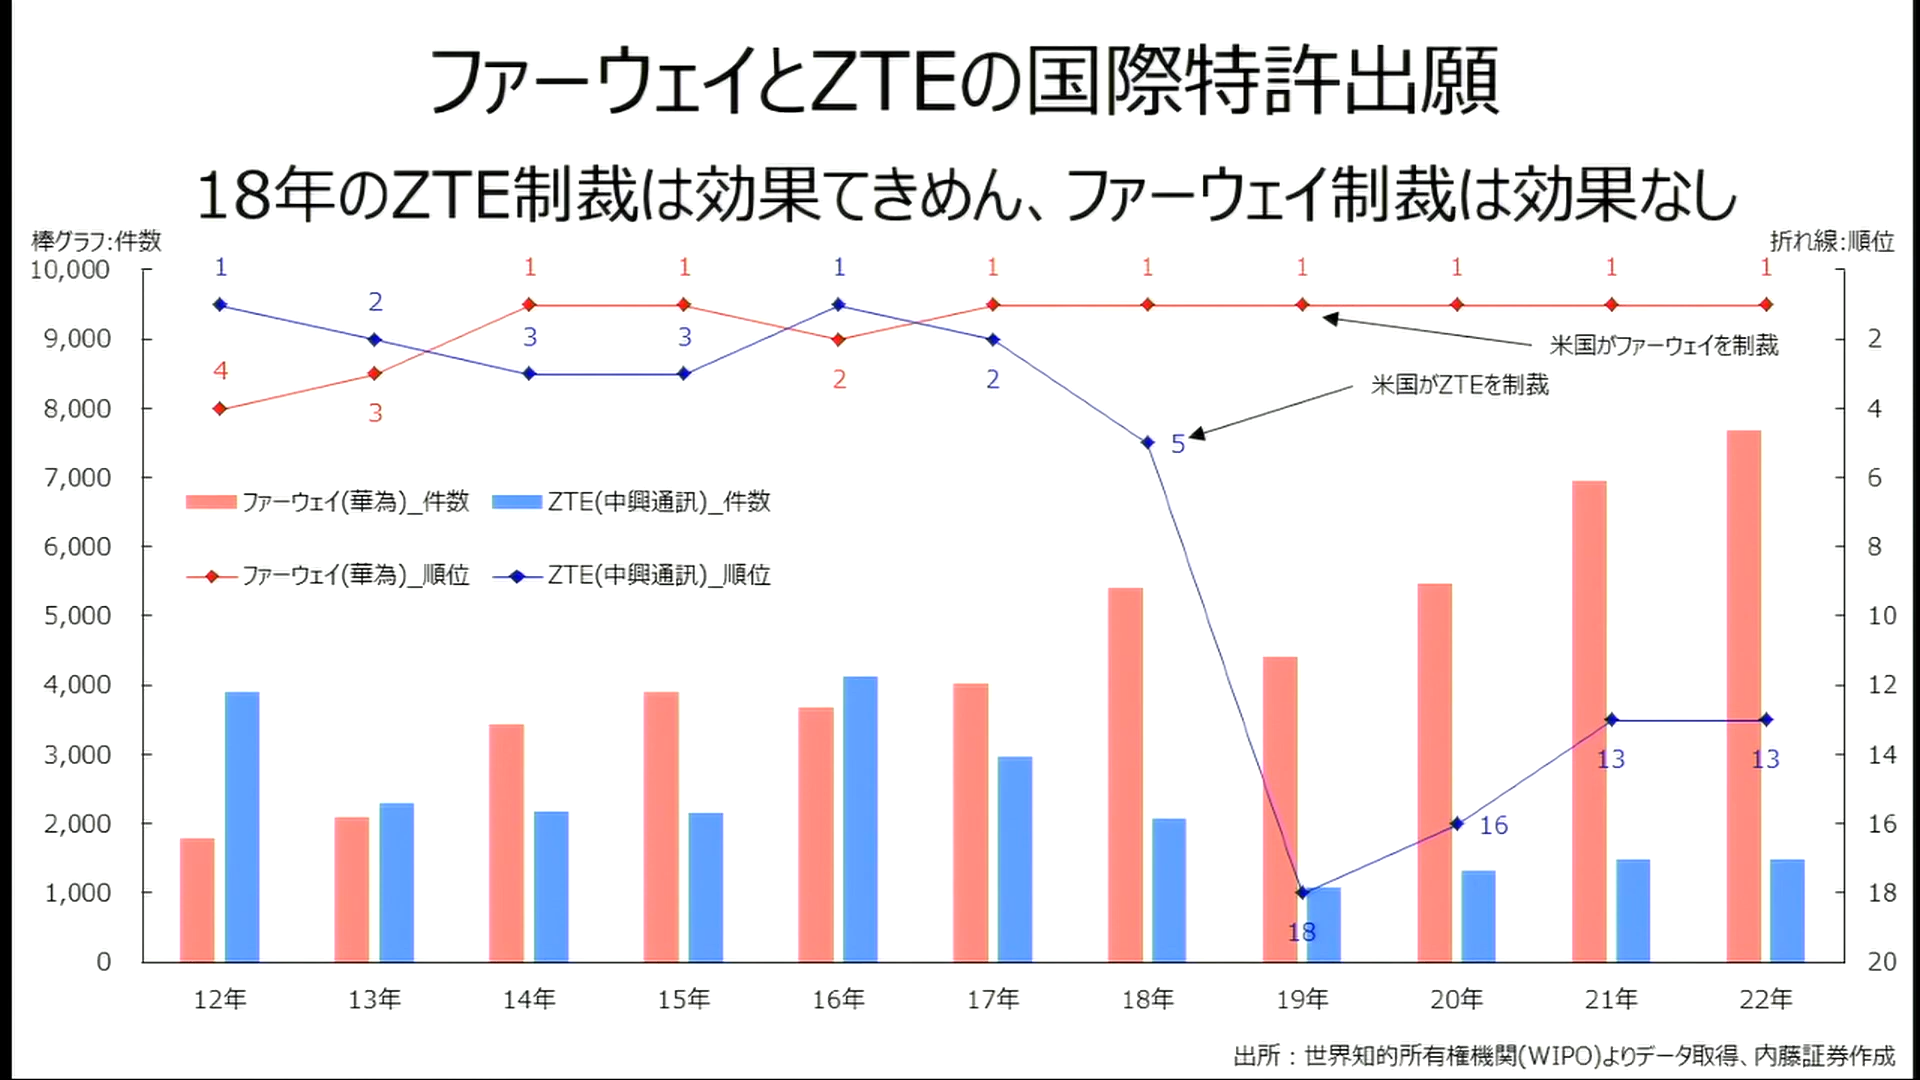 ファーウェイとZTEの国際特許出願
18年のZTE制裁は効果てきめん、ファーウェイ制裁は効果なし
棒グラフ:件数
折れ線:順位
10,000
9,000
8,000
7,000
6,000
5,000
4,000
3,000
2,000
1,000
0
2
4
6
8
10
12
14
16
18
20
4
3
1
1
2
1
1
1
1
1
1
1
2
3
3
1
2
5
18
16
13
13
米国がファーウェイを制裁
米国がZTEを制裁
ファーウェイ(華為)_件数
ZTE(中興通訊)_件数
ファーウェイ(華為)_順位
ZTE(中興通訊)_順位
12年
13年
14年
15年
16年
17年
18年
19年
20年
21年
22年
出所：世界知的所有権機関(WIPO)よりデータ取得、内藤証券作成